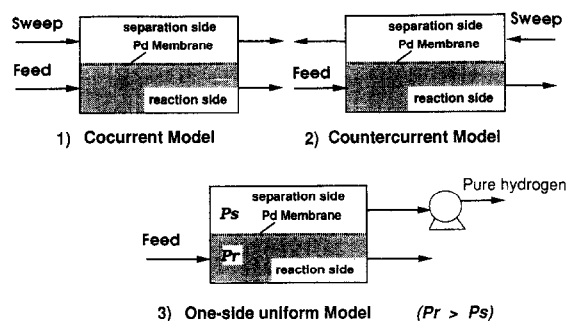 Sweep
separation side
Pd Membrane
Feed
reaction side
1) Cocurrent Model
separation side
Sweep
Pd Membrane
Feed
reaction side
2) Countercurrent Model
separation side
Ps
Pd Membrane
Pure hydrogen
Feed
Pr
reaction side
3) One-side uniform Model (Pr > Ps)